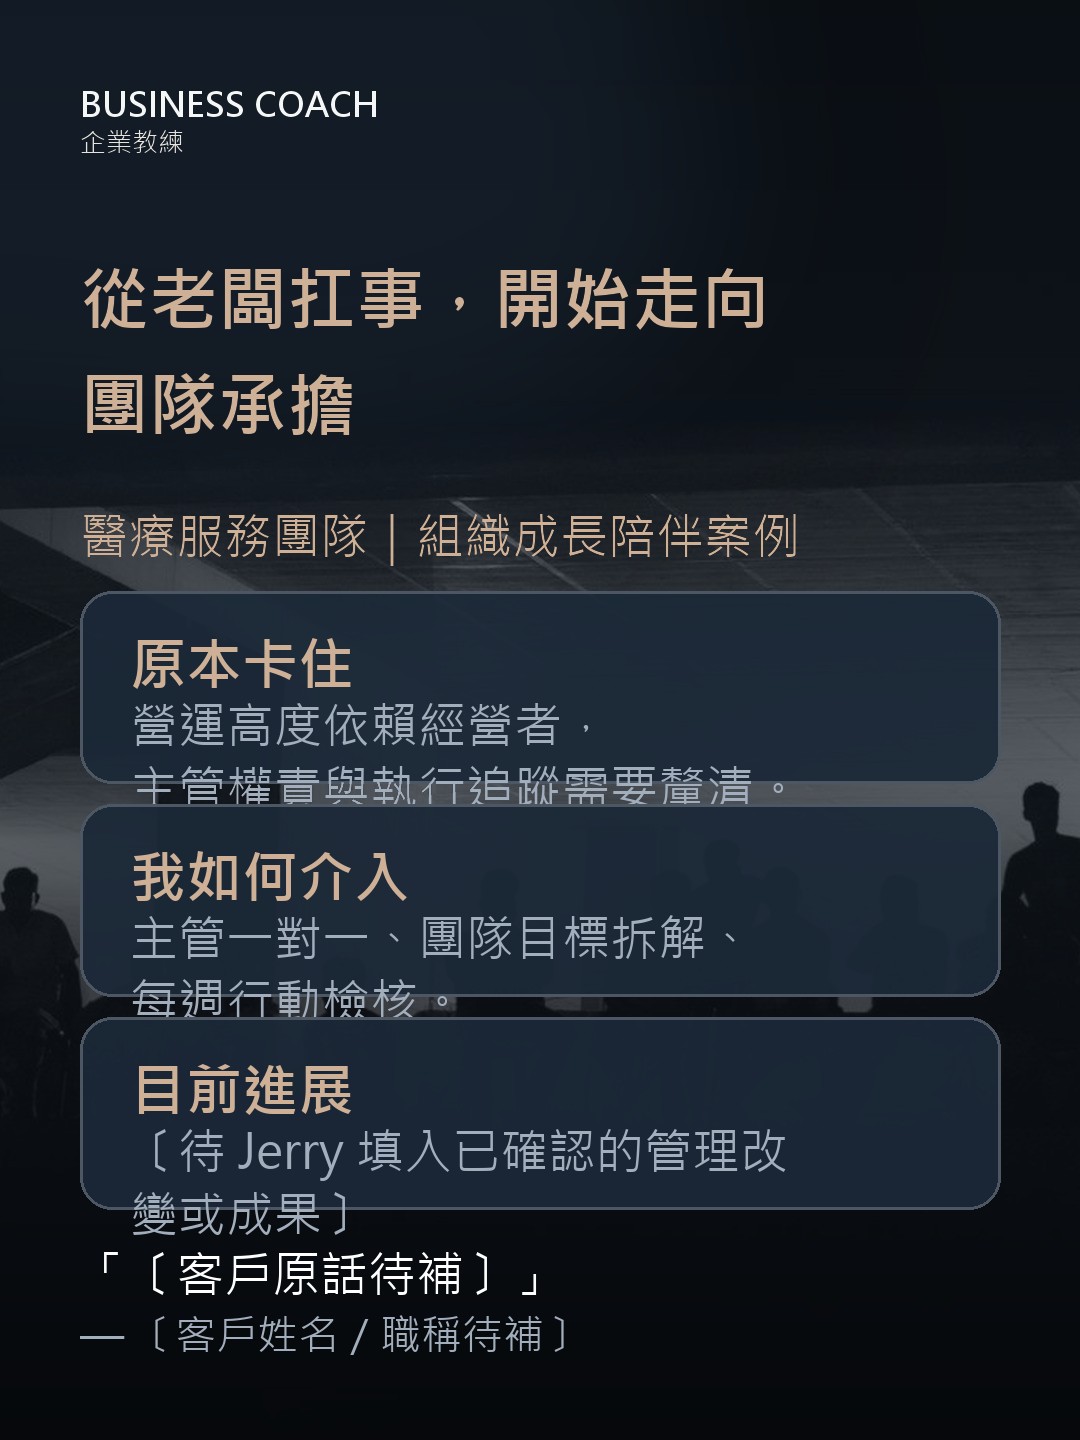 BUSINESS COACH
企業教練
從老闆扛事，開始走向
團隊承擔
醫療服務團隊｜組織成長陪伴案例
原本卡住
營運高度依賴經營者，
主管權責與執行追蹤需要釐清。
我如何介入
主管一對一、團隊目標拆解、
每週行動檢核。
目前進展
〔待 Jerry 填入已確認的管理改
變或成果〕
「〔客戶原話待補〕」
—〔客戶姓名 / 職稱待補〕